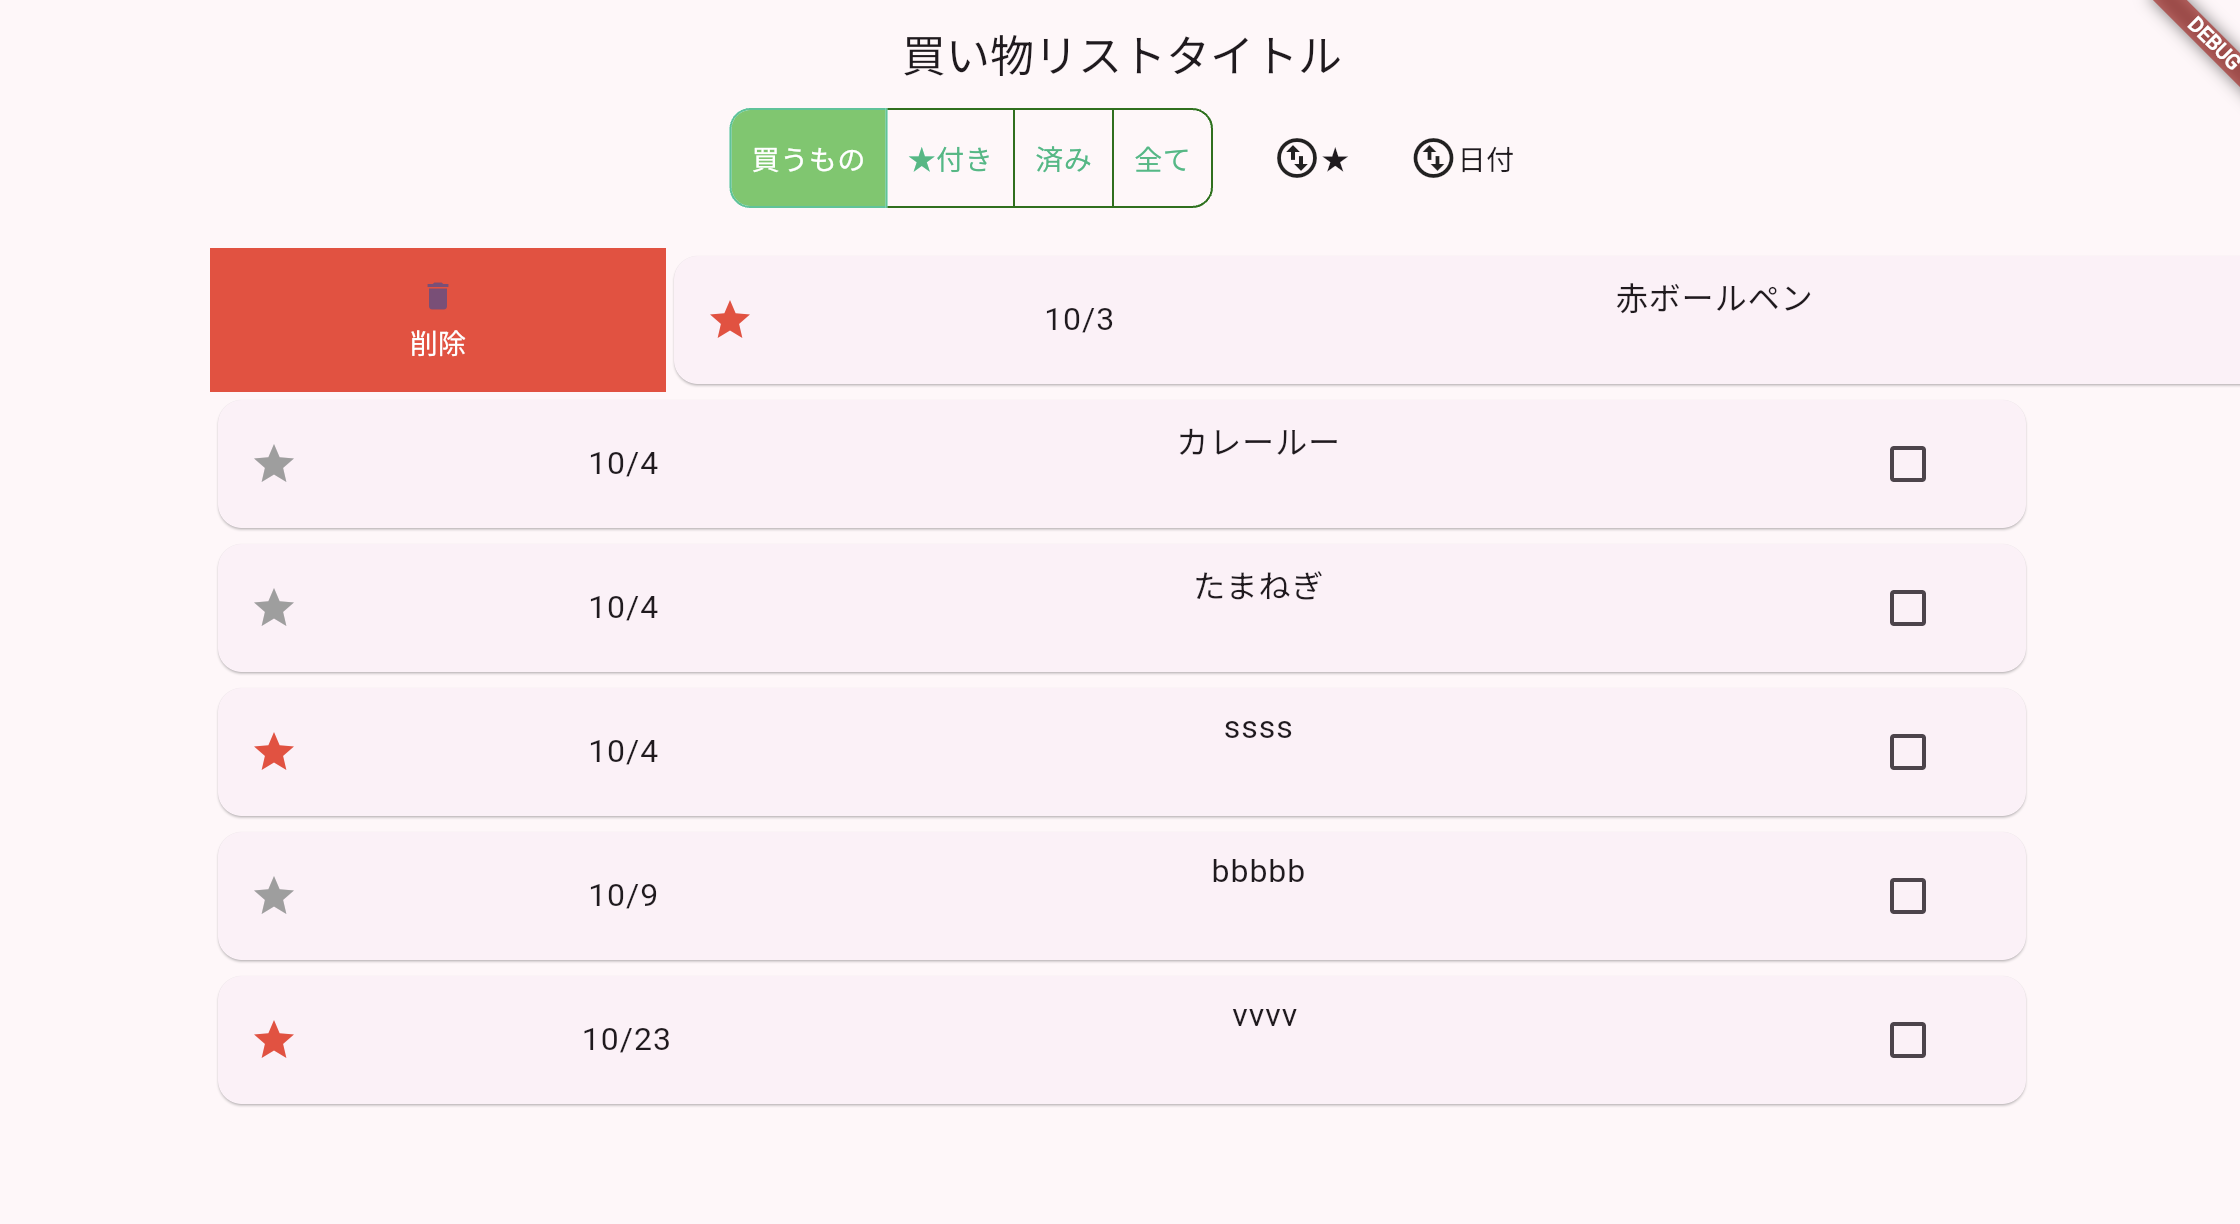 買い物リストタイトル
DEBUG
買うもの ★付き 済み 全て ★ 日付
削除 10/3 赤ボールペン
10/4 カレールー
10/4 たまねぎ
10/4 ssss
10/9 bbbbb
10/23 vvvv